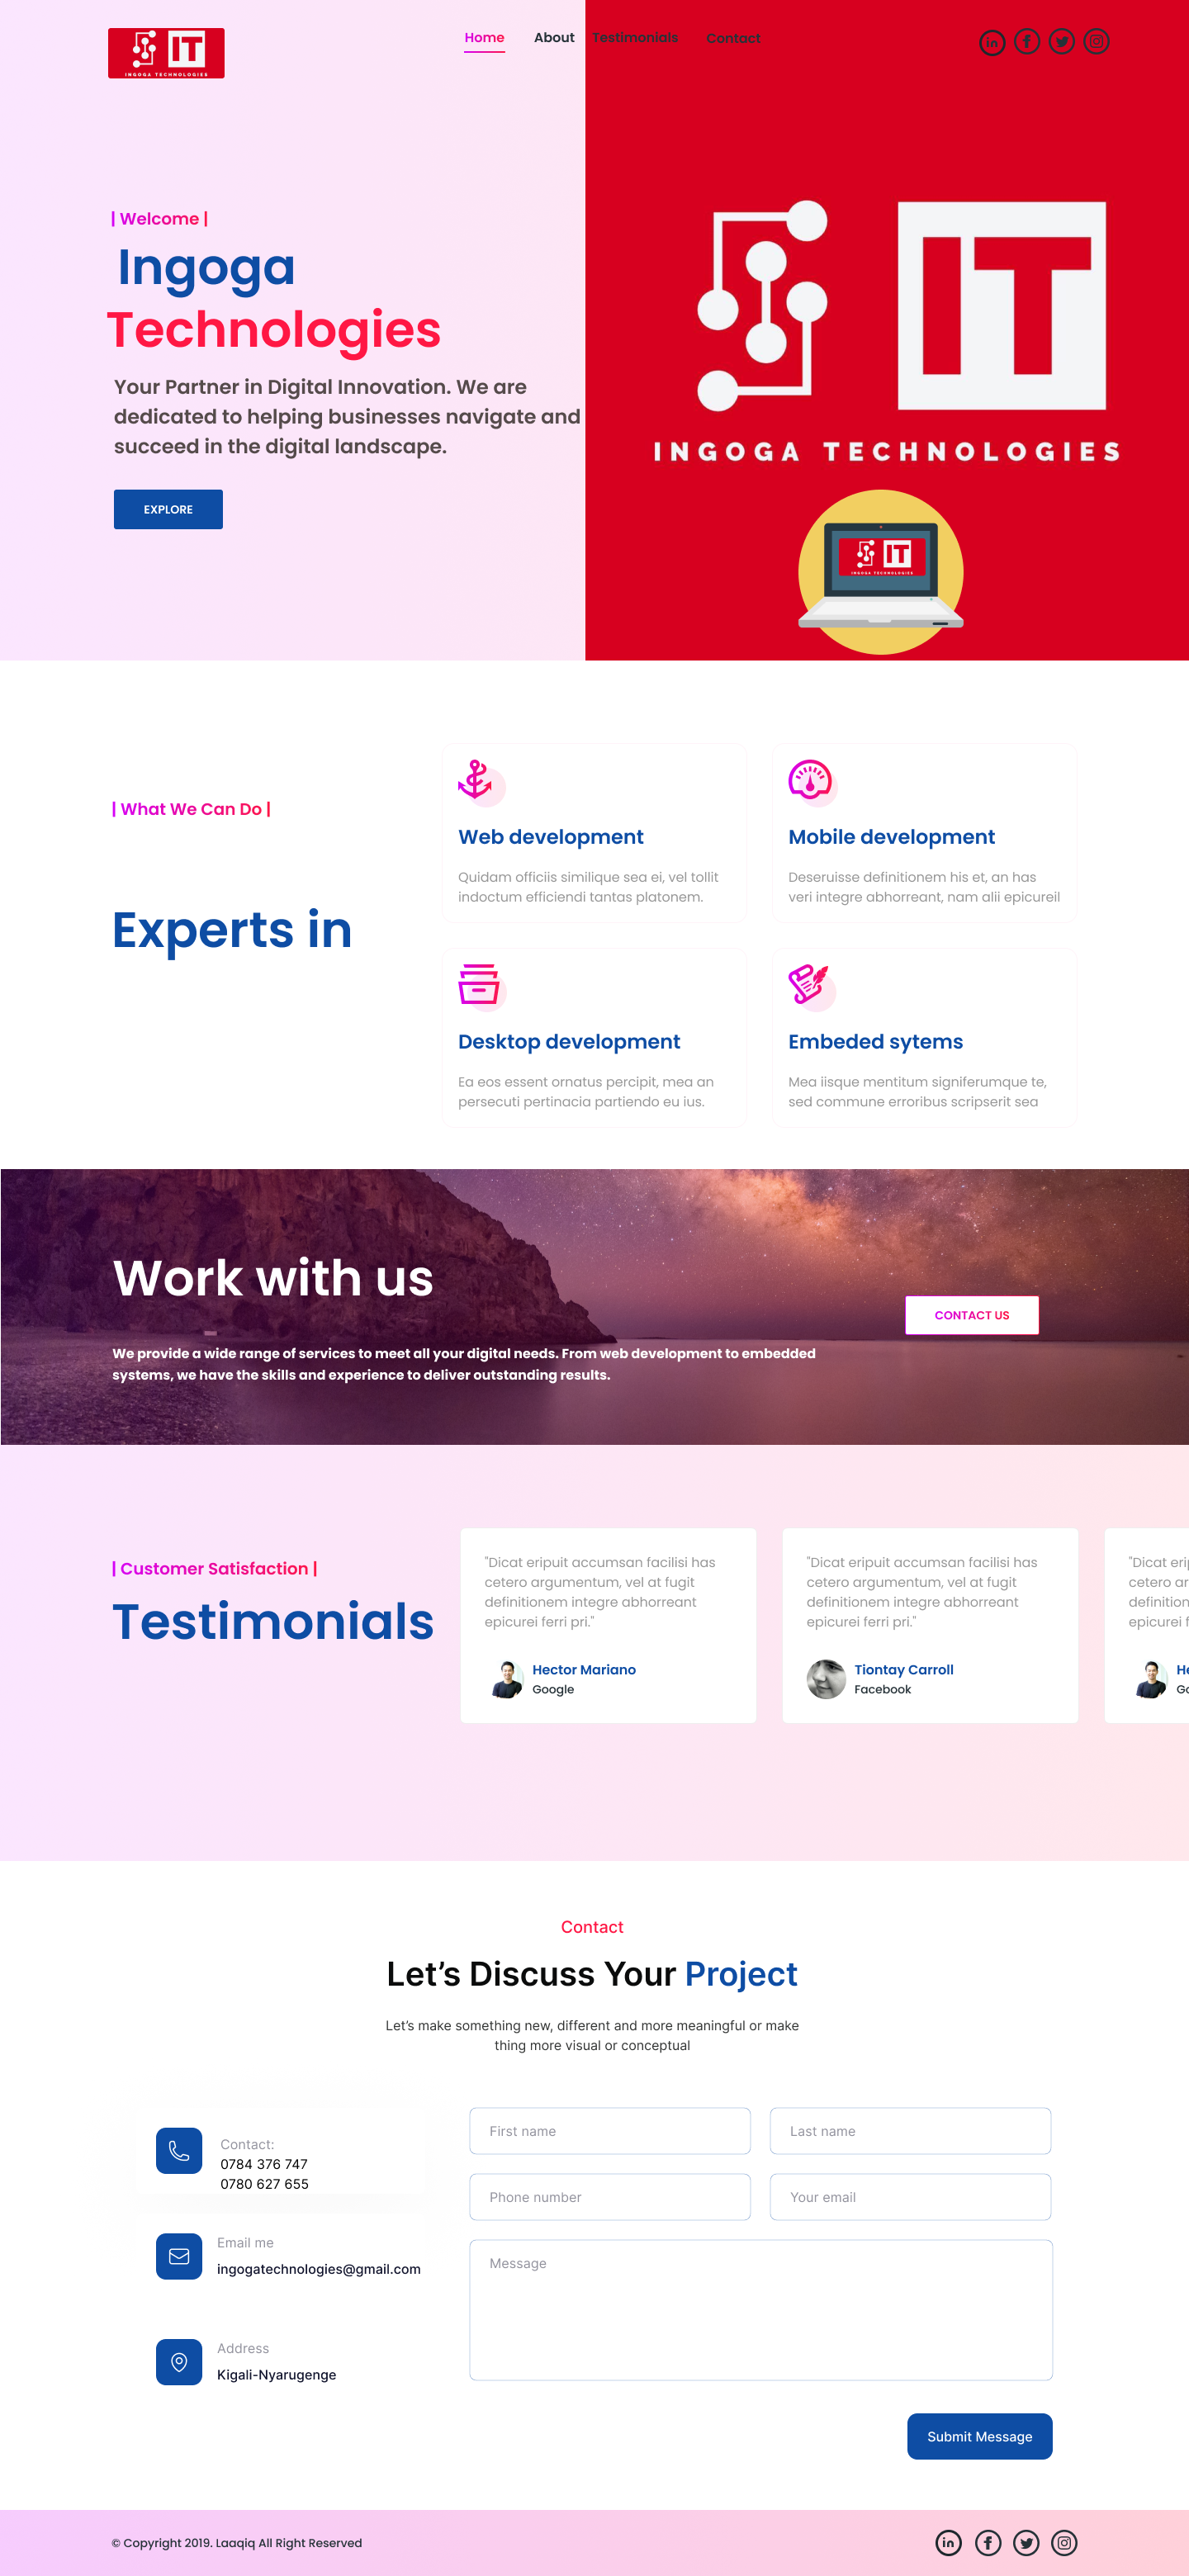 IT
INGOGA TECHNOLOGIES
Home
About
Testimonials
Contact
| Welcome |
Ingoga
Technologies
Your Partner in Digital Innovation. We are
dedicated to helping businesses navigate and
succeed in the digital landscape.
EXPLORE
IT
INGOGA TECHNOLOGIES
IT
INGOGA TECHNOLOGIES
| What We Can Do |
Experts in
Web development
Quidam officiis similique sea ei, vel tollit
indoctum efficiendi tantas platonem.
Mobile development
Deseruisse definitionem his et, an has
veri integre abhorreant, nam alii epicureil
Desktop development
Ea eos essent ornatus percipit, mea an
persecuti pertinacia partiendo eu ius.
Embeded sytems
Mea iisque mentitum signiferumque te,
sed commune erroribus scripserit sea
Work with us
We provide a wide range of services to meet all your digital needs. From web development to embedded
systems, we have the skills and experience to deliver outstanding results.
CONTACT US
| Customer Satisfaction |
Testimonials
"Dicat eripuit accumsan facilisi has
cetero argumentum, vel at fugit
definitionem integre abhorreant
epicurei ferri pri."
Hector Mariano
Google
"Dicat eripuit accumsan facilisi has
cetero argumentum, vel at fugit
definitionem integre abhorreant
epicurei ferri pri."
Tiontay Carroll
Facebook
"Dicat eri
cetero ar
definition
epicurei f
He
Go
Contact
Let’s Discuss Your Project
Let’s make something new, different and more meaningful or make
thing more visual or conceptual
Contact:
0784 376 747
0780 627 655
Email me
ingogatechnologies@gmail.com
Address
Kigali-Nyarugenge
First name
Last name
Phone number
Your email
Message
Submit Message
© Copyright 2019. Laaqiq All Right Reserved